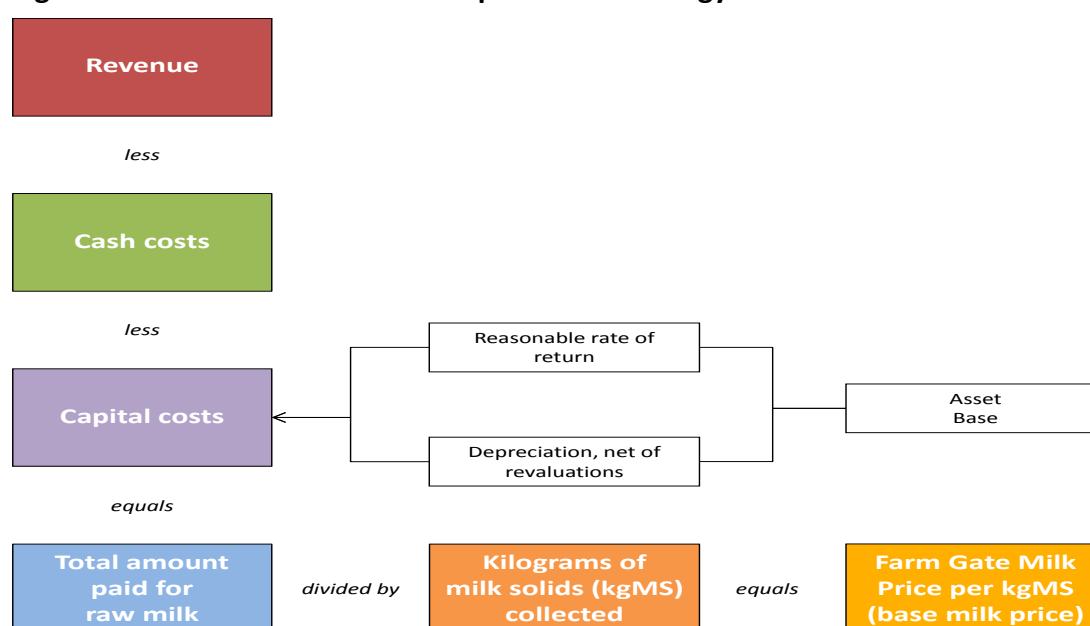 Revenue
less
Cash costs
less
Reasonable rate of
return
Asset
Base
Capital costs
Depreciation, net of
revaluations
equals
Total amount
paid for
raw milk
divided by
Kilograms of
milk solids (kgMS)
collected
equals
Farm Gate Milk
Price per kgMS
(base milk price)